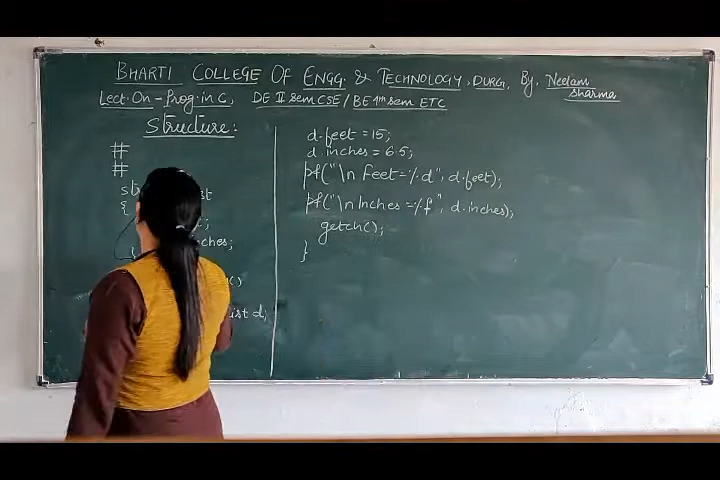 BHARTI COLLEGE OF ENGG. & TECHNOLOGY, DURG, By. Neelam Sharma
Lect. On - Prog. in C, DE II sem CSE / BE 1st sem ETC
Structure:
#
#
{
inches;
d;
d.feet = 15;
d inches = 6.5;
pf("\n Feet = %d", d.feet);
pf("\n Inches = %f", d.inches);
getch();
}